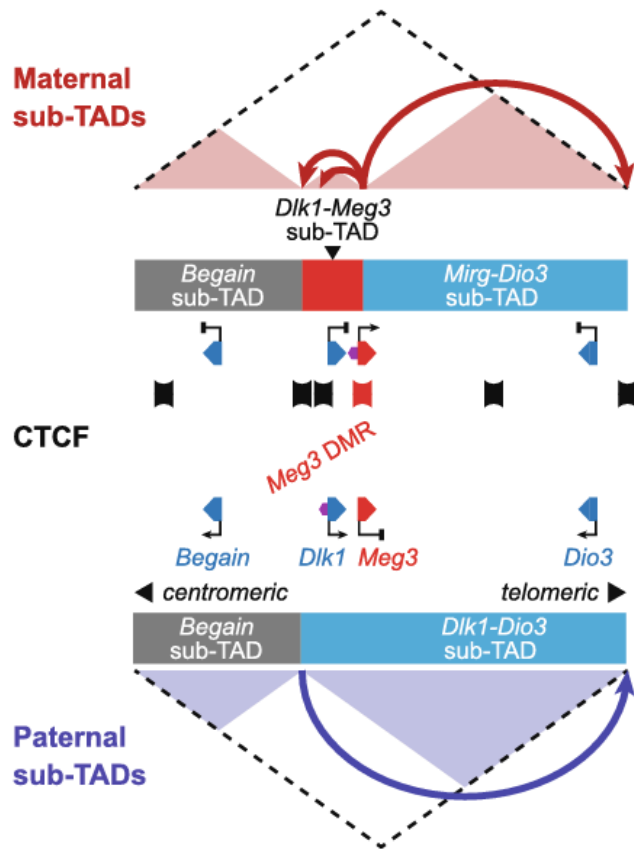 Maternal
sub-TADs
Dlk1-Meg3
sub-TAD
Begain
sub-TAD
Mirg-Dio3
sub-TAD
CTCF
Meg3 DMR
Begain
Dlk1
Meg3
Dio3
centromeric
telomeric
Begain
sub-TAD
Dlk1-Dio3
sub-TAD
Paternal
sub-TADs